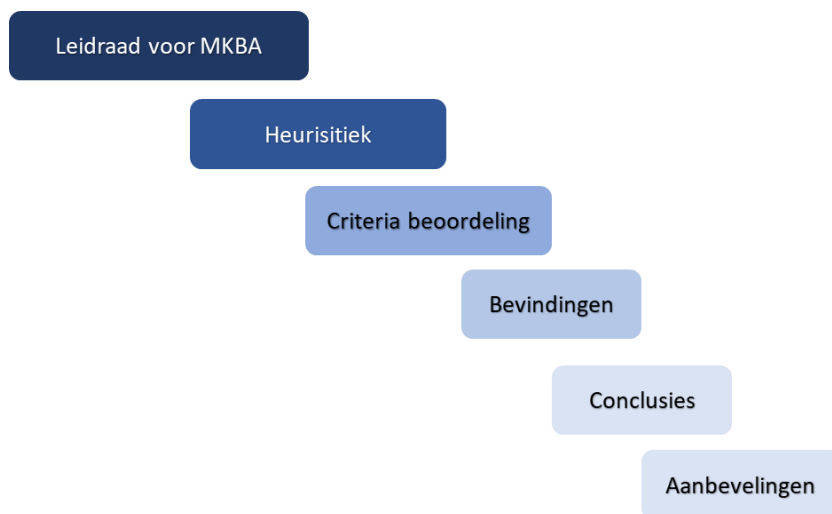 Leidraad voor MKBA
Heurisitiek
Criteria beoordeling
Bevindingen
Conclusies
Aanbevelingen